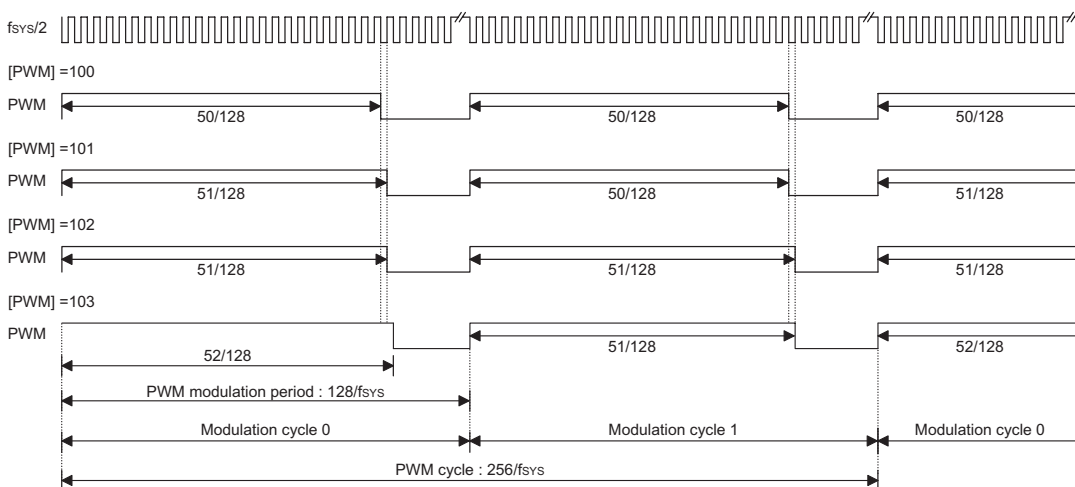 fSYS/2
[PWM] =100
PWM
50/128 50/128 50/128
[PWM] =101
PWM
51/128 50/128 51/128
[PWM] =102
PWM
51/128 51/128 51/128
[PWM] =103
PWM
52/128 51/128 52/128
PWM modulation period : 128/fSYS
Modulation cycle 0 Modulation cycle 1 Modulation cycle 0
PWM cycle : 256/fSYS